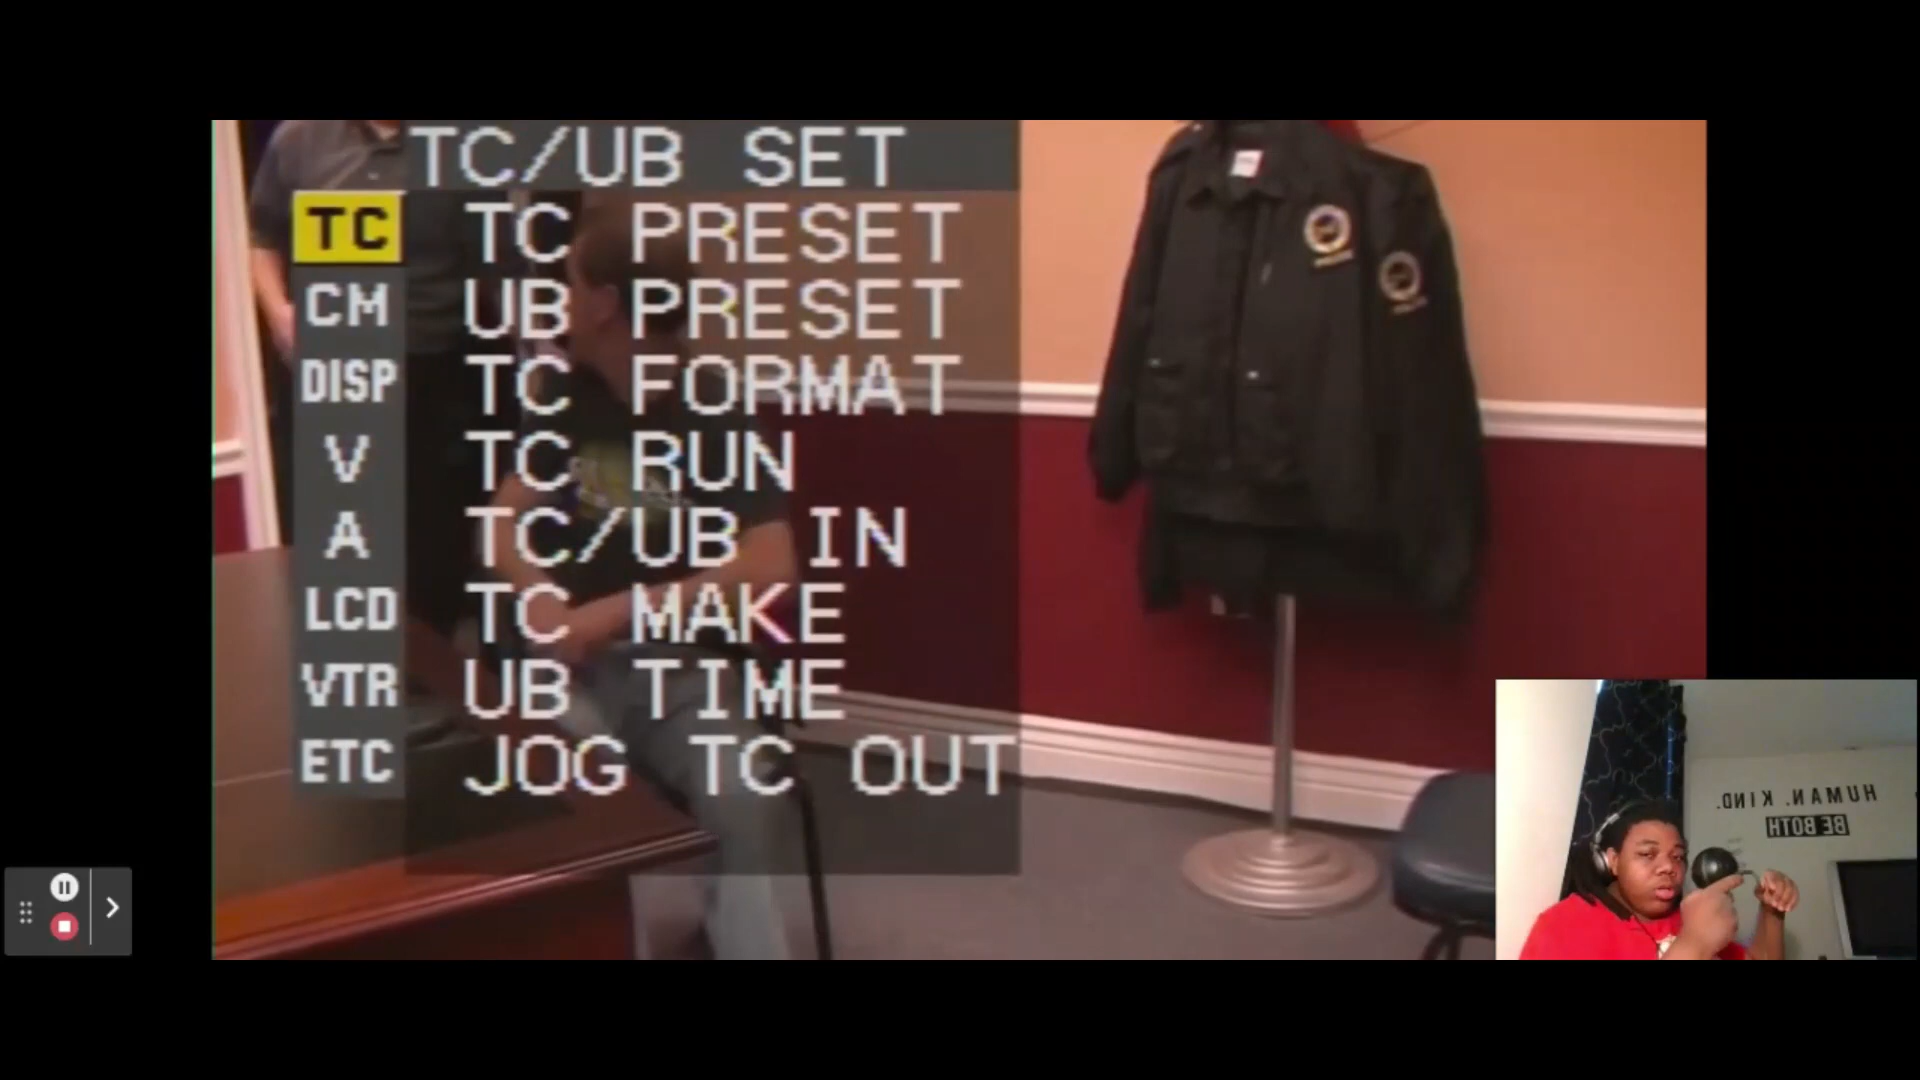 TC/UB SET
TC TC PRESET
CM UB PRESET
DISP TC FORMAT
V TC RUN
A TC/UB IN
LCD TC MAKE
VTR UB TIME
ETC JOG TC OUT
HUMAN. KIND.
BE BOTH